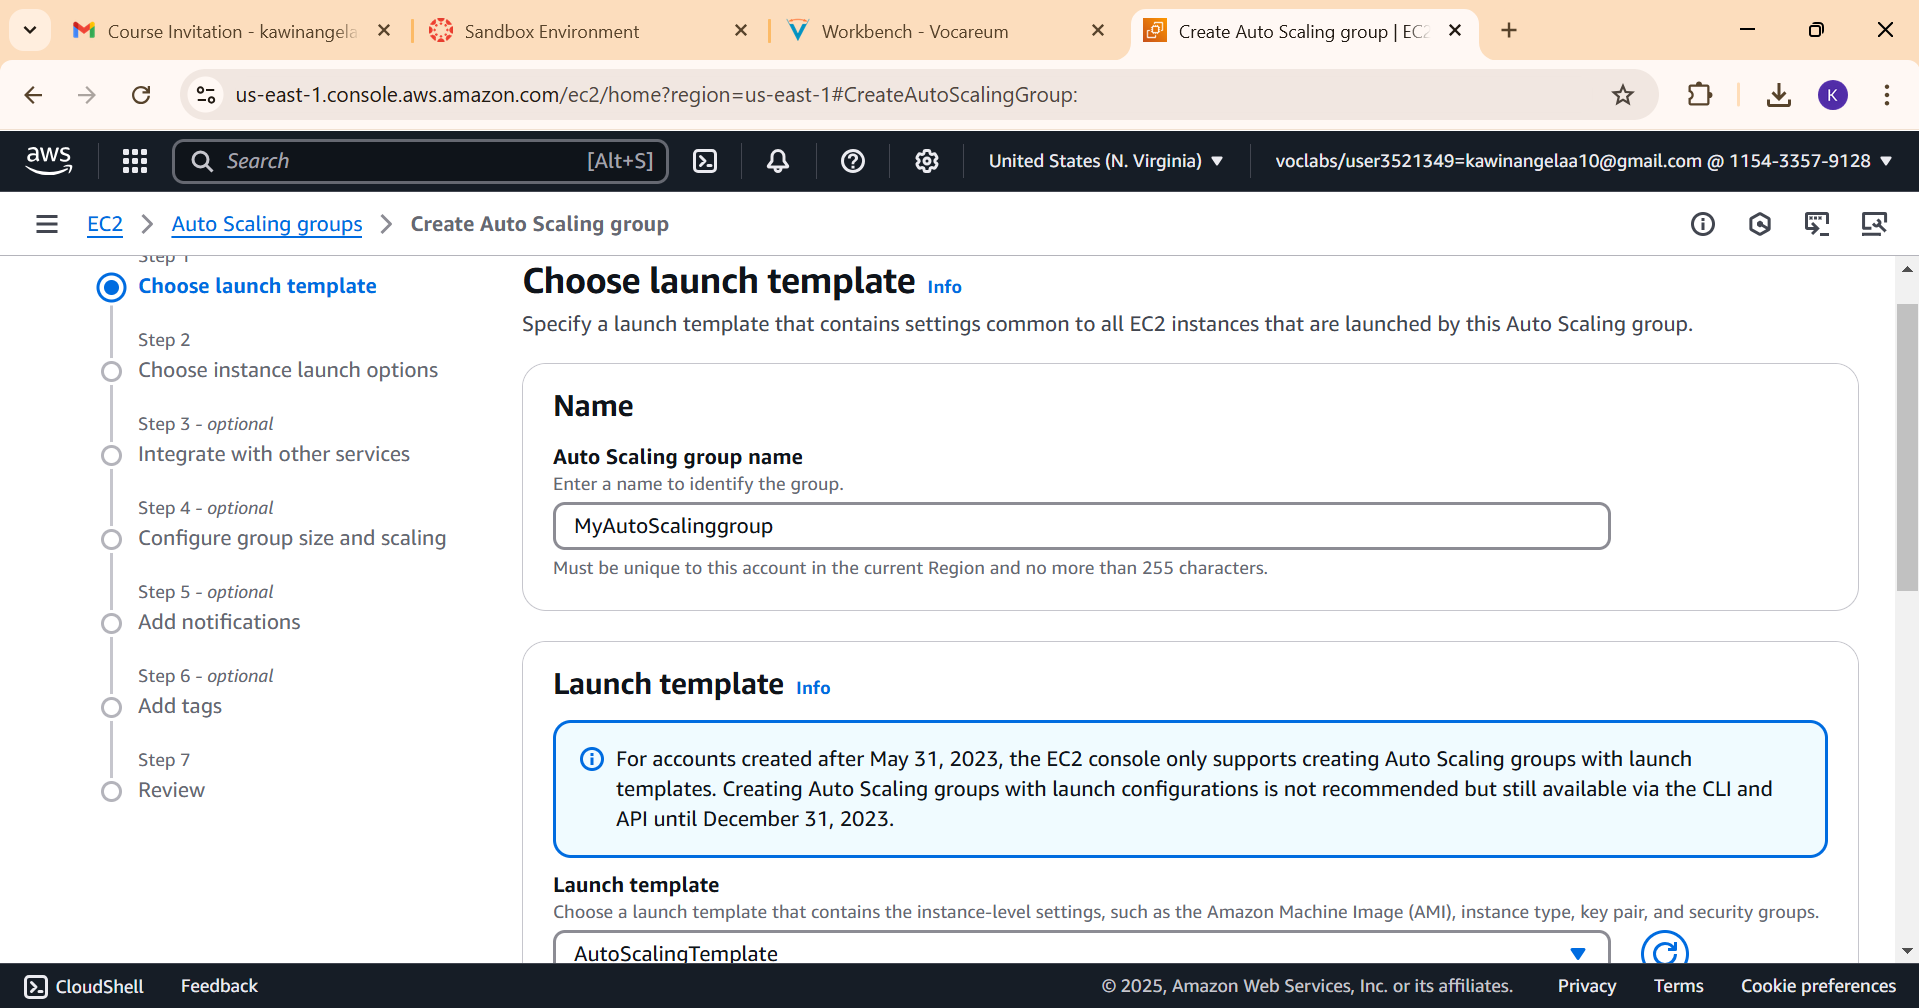 Course Invitation - kawinangela
Sandbox Environment
Workbench - Vocareum
Create Auto Scaling group | EC2
us-east-1.console.aws.amazon.com/ec2/home?region=us-east-1#CreateAutoScalingGroup:
K
aws
Search
[Alt+S]
United States (N. Virginia)
voclabs/user3521349=kawinangelaa10@gmail.com @ 1154-3357-9128
EC2
Auto Scaling groups
Create Auto Scaling group
Step 1
Choose launch template
Step 2
Choose instance launch options
Step 3 - optional
Integrate with other services
Step 4 - optional
Configure group size and scaling
Step 5 - optional
Add notifications
Step 6 - optional
Add tags
Step 7
Review
Choose launch template Info
Specify a launch template that contains settings common to all EC2 instances that are launched by this Auto Scaling group.
Name
Auto Scaling group name
Enter a name to identify the group.
MyAutoScalinggroup
Must be unique to this account in the current Region and no more than 255 characters.
Launch template Info
For accounts created after May 31, 2023, the EC2 console only supports creating Auto Scaling groups with launch
templates. Creating Auto Scaling groups with launch configurations is not recommended but still available via the CLI and
API until December 31, 2023.
Launch template
Choose a launch template that contains the instance-level settings, such as the Amazon Machine Image (AMI), instance type, key pair, and security groups.
AutoScalingTemplate
CloudShell
Feedback
© 2025, Amazon Web Services, Inc. or its affiliates.
Privacy
Terms
Cookie preferences